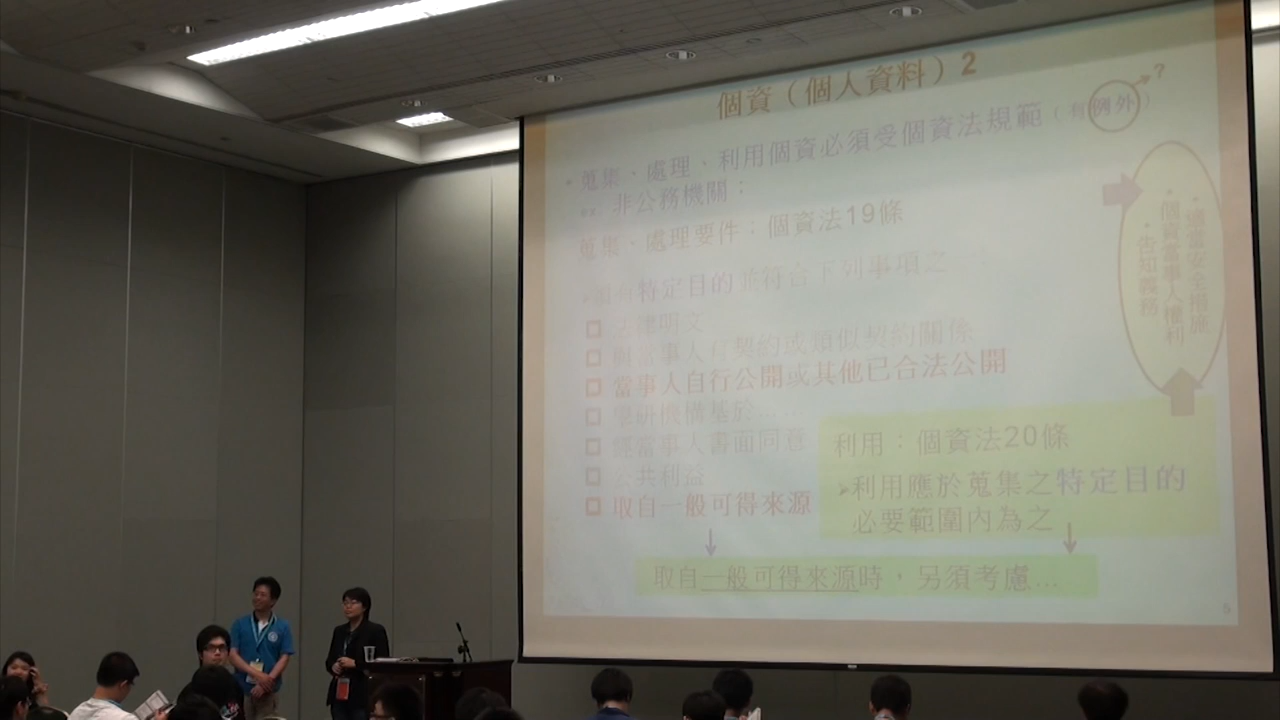 個資（個人資料）2
• 蒐集、處理、利用個資必須受個資法規範（有例外）
?
ex. 非公務機關：
蒐集、處理要件：個資法19條
特定目的並符合下列事項之
法律明文
與當事人有契約或類似契約關係
當事人自行公開或其他已合法公開
學研機構基於……
經當事人書面同意
公共利益
取自一般可得來源
• 適當安全措施
• 個資當事人權利
• 告知義務
利用：個資法20條
➢利用應於蒐集之特定目的
必要範圍內為之
取自一般可得來源時，另須考慮…